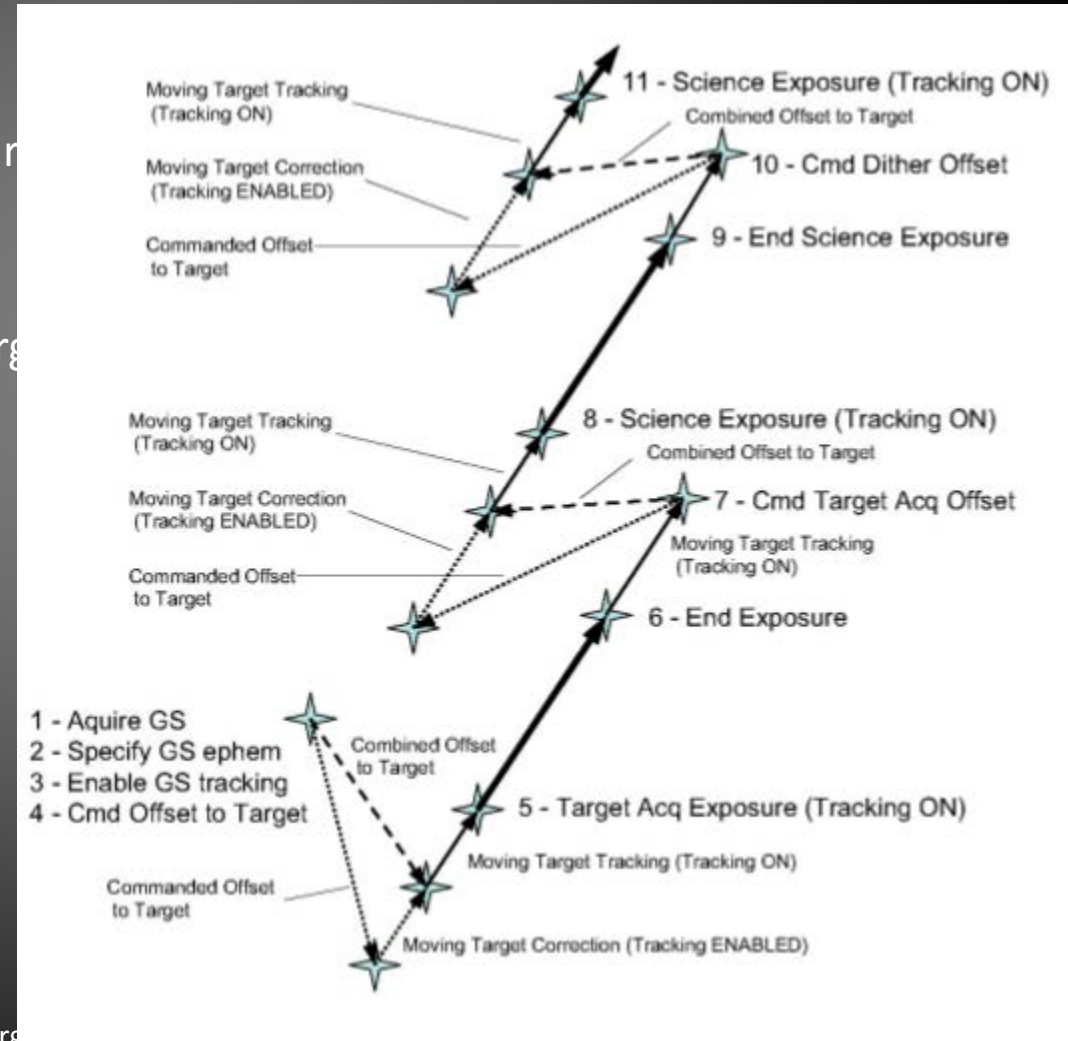 Moving Target Tracking
(Tracking ON)
11 - Science Exposure (Tracking ON)
Combined Offset to Target
Moving Target Correction
(Tracking ENABLED)
10 - Cmd Dither Offset
Commanded Offset
to Target
9 - End Science Exposure
Moving Target Tracking
(Tracking ON)
8 - Science Exposure (Tracking ON)
Combined Offset to Target
Moving Target Correction
(Tracking ENABLED)
7 - Cmd Target Acq Offset
Moving Target Tracking
(Tracking ON)
Commanded Offset
to Target
6 - End Exposure
1 - Aquire GS
2 - Specify GS ephem
3 - Enable GS tracking
4 - Cmd Offset to Target
Combined Offset
to Target
5 - Target Acq Exposure (Tracking ON)
Moving Target Tracking (Tracking ON)
Commanded Offset
to Target
Moving Target Correction (Tracking ENABLED)